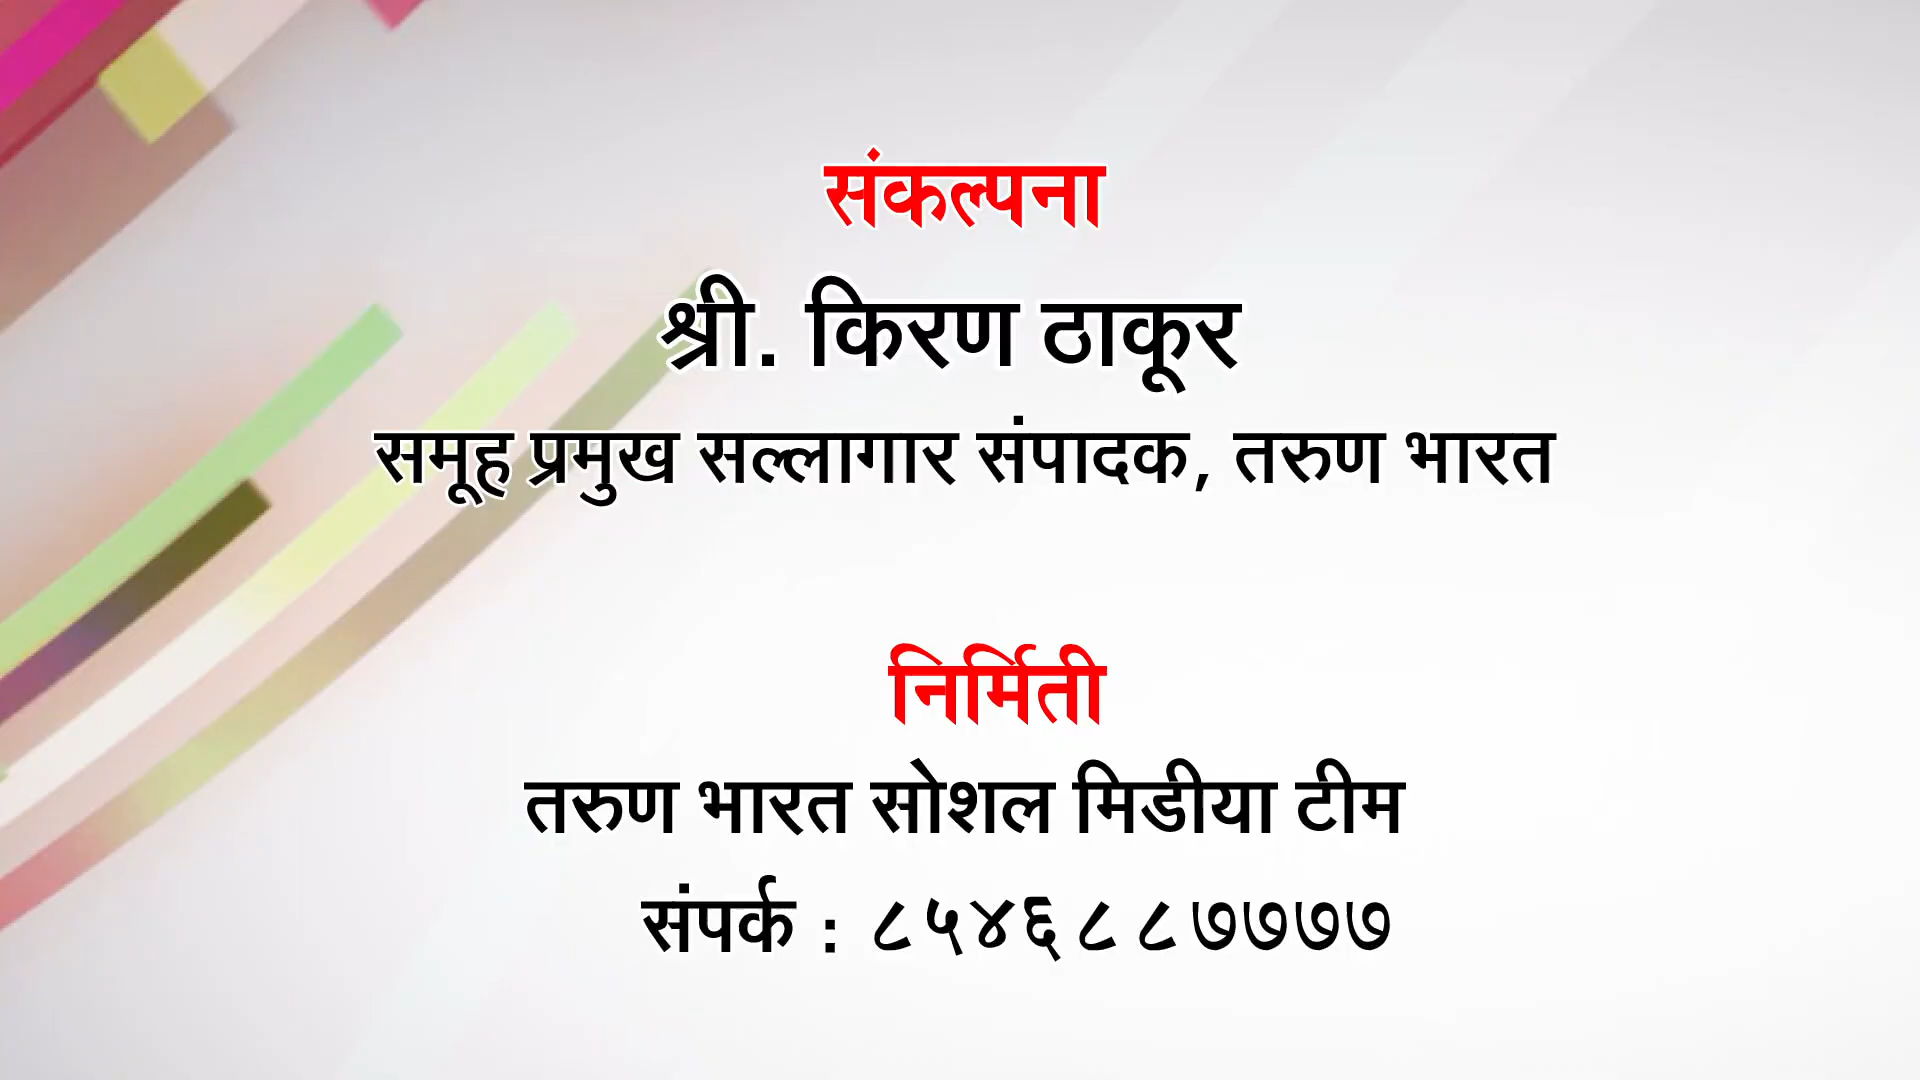 संकल्पना
श्री. किरण ठाकूर
समूह प्रमुख सल्लागार संपादक, तरुण भारत
निर्मिती
तरुण भारत सोशल मिडीया टीम
संपर्क : ८५४६८८७७७७